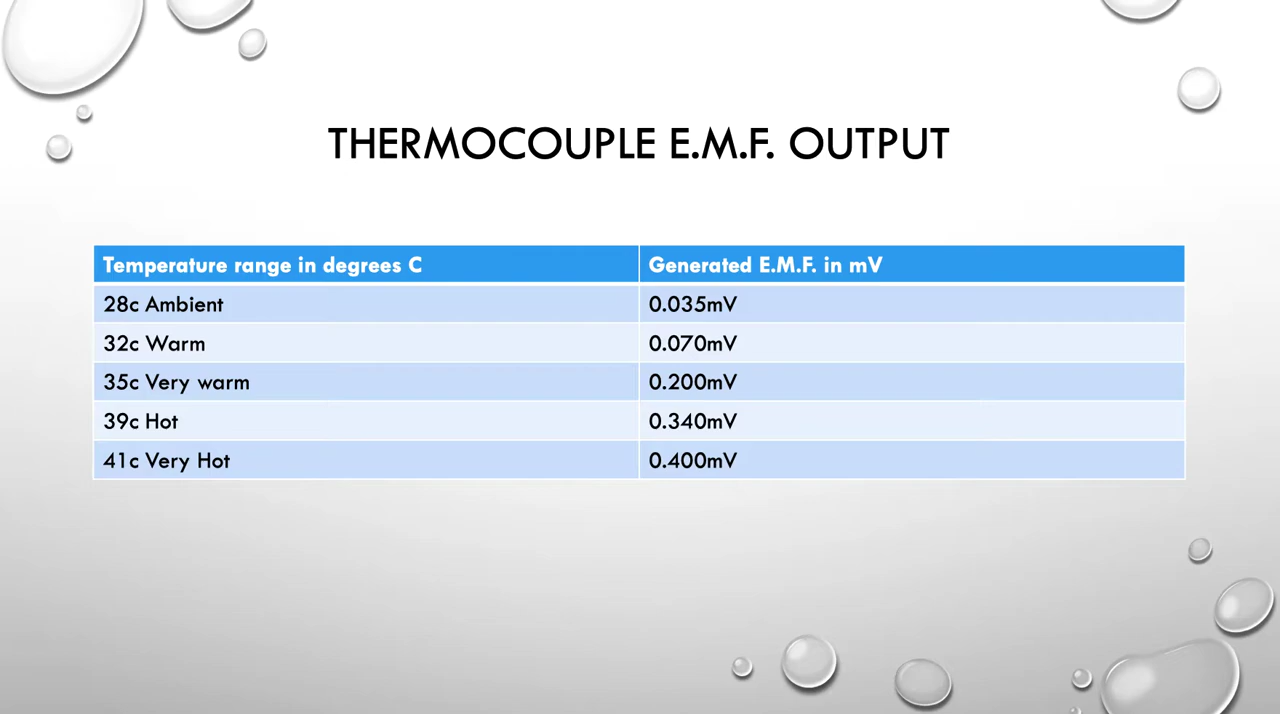 THERMOCOUPLE E.M.F. OUTPUT
Temperature range in degrees C Generated E.M.F. in mV
28c Ambient 0.035mV
32c Warm 0.070mV
35c Very warm 0.200mV
39c Hot 0.340mV
41c Very Hot 0.400mV